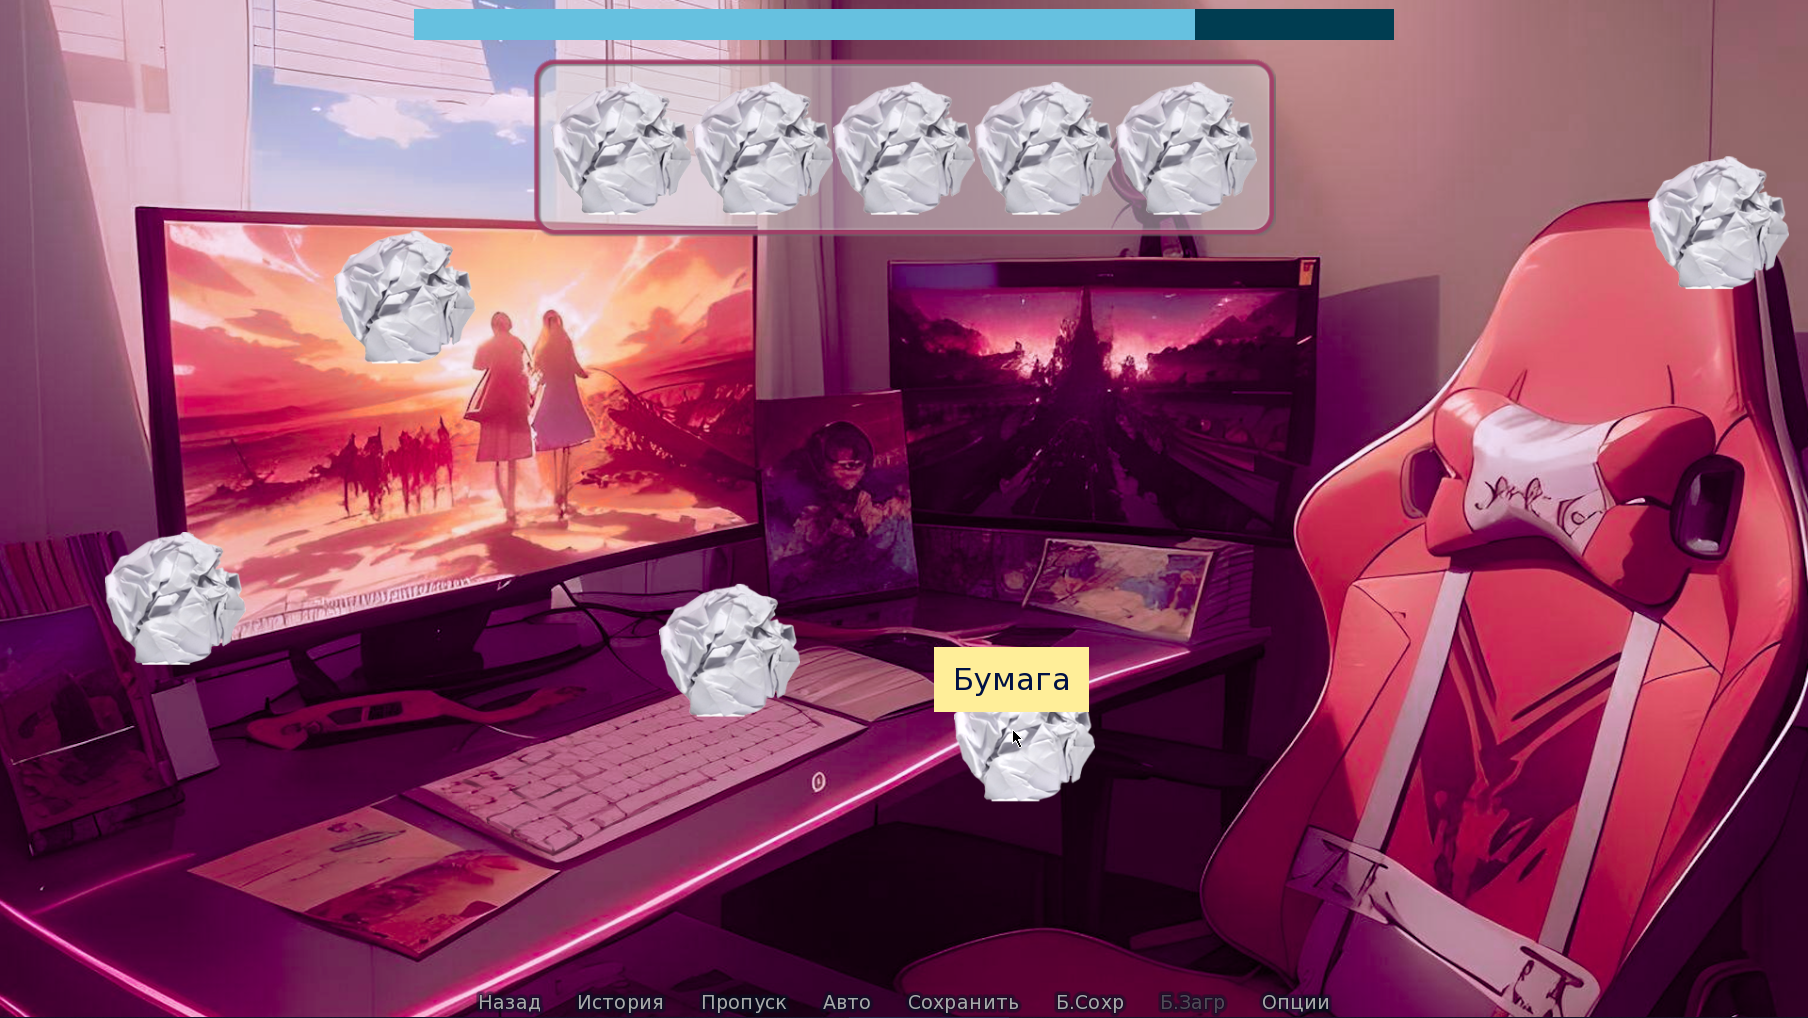 Бумага
Назад История Пропуск Авто Сохранить Б.Сохр Б.Загр Опции